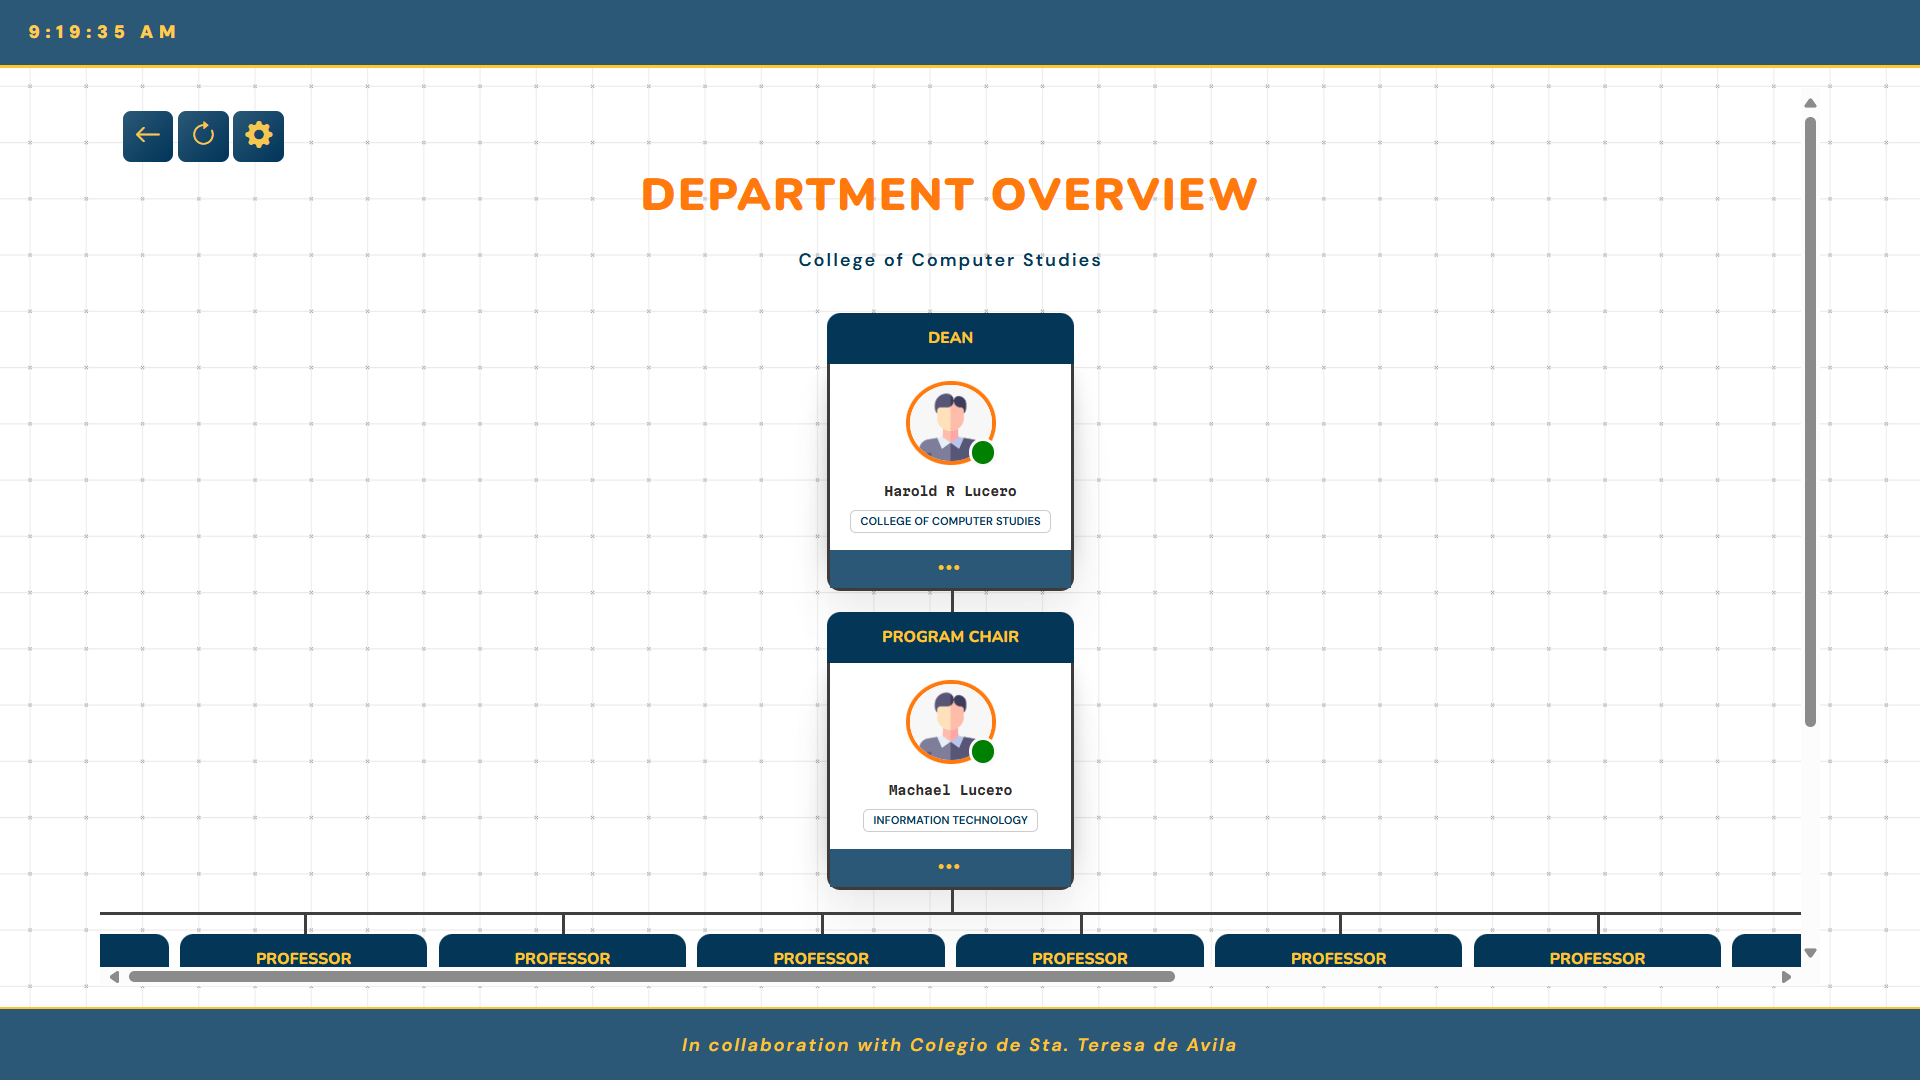 9:19:35 AM
DEPARTMENT OVERVIEW
College of Computer Studies
DEAN
Harold R Lucero
COLLEGE OF COMPUTER STUDIES
PROGRAM CHAIR
Machael Lucero
INFORMATION TECHNOLOGY
PROFESSOR PROFESSOR PROFESSOR PROFESSOR PROFESSOR PROFESSOR
In collaboration with Colegio de Sta. Teresa de Avila